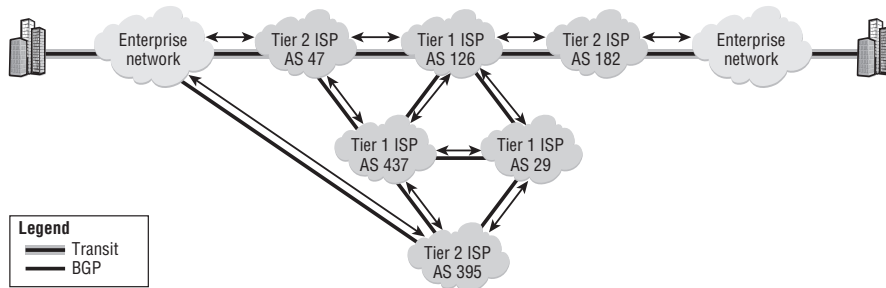 Enterprise
network
Tier 2 ISP
AS 47
Tier 1 ISP
AS 126
Tier 2 ISP
AS 182
Enterprise
network
Tier 1 ISP
AS 437
Tier 1 ISP
AS 29
Tier 2 ISP
AS 395
Legend
Transit
BGP